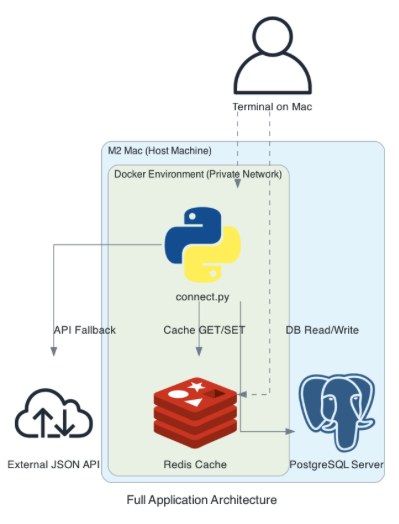 Terminal on Mac
M2 Mac (Host Machine)
Docker Environment (Private Network)
connect.py
API Fallback
Cache GET/SET
DB Read/Write
External JSON API
Redis Cache
PostgreSQL Server
Full Application Architecture